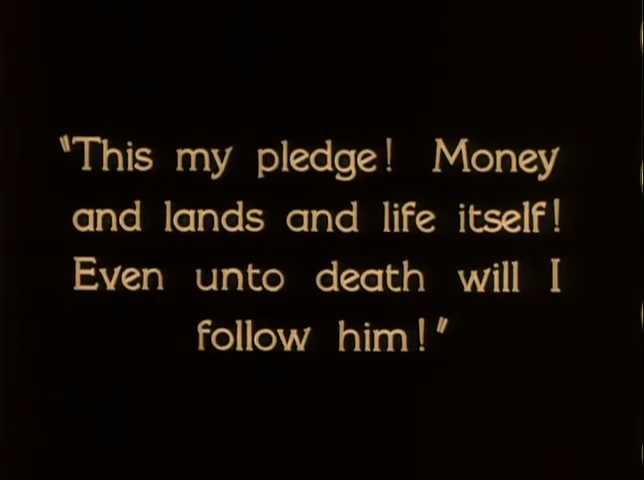 "This my pledge! Money
and lands and life itself!
Even unto death will I
follow him!"